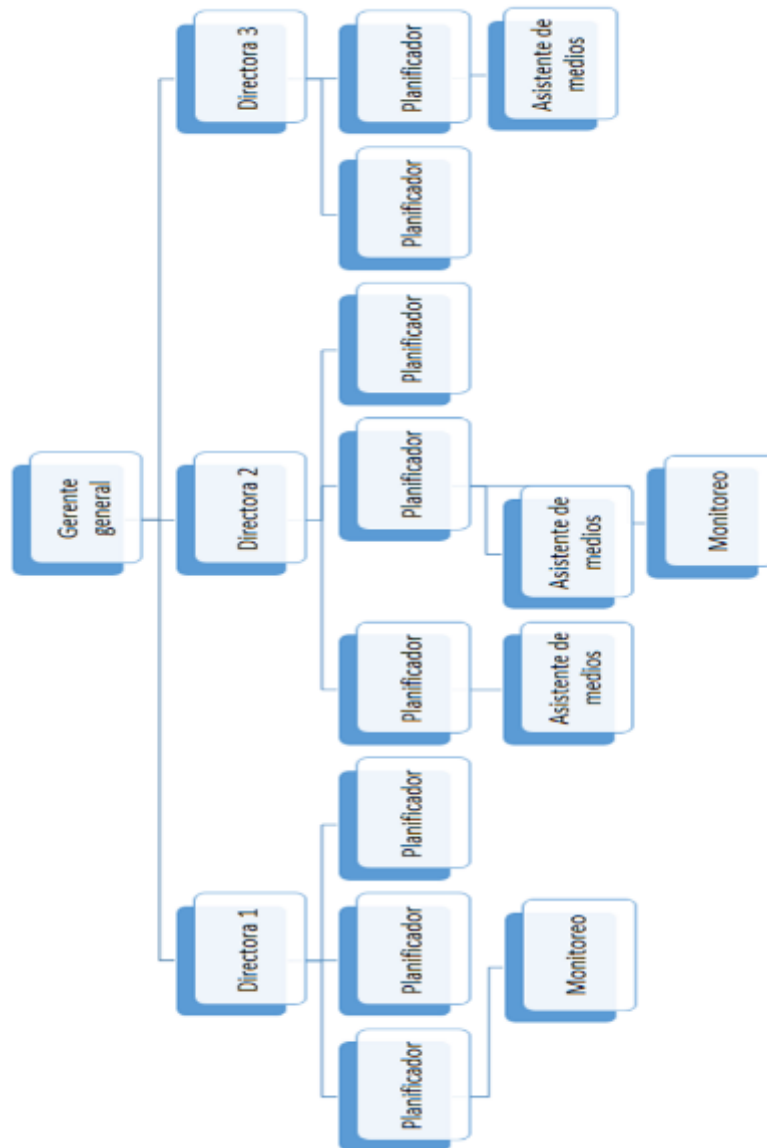 Gerente
general
Directora 1
Directora 2
Directora 3
Planificador
Planificador
Planificador
Planificador
Planificador
Planificador
Planificador
Planificador
Monitoreo
Asistente de
medios
Asistente de
medios
Asistente de
medios
Monitoreo